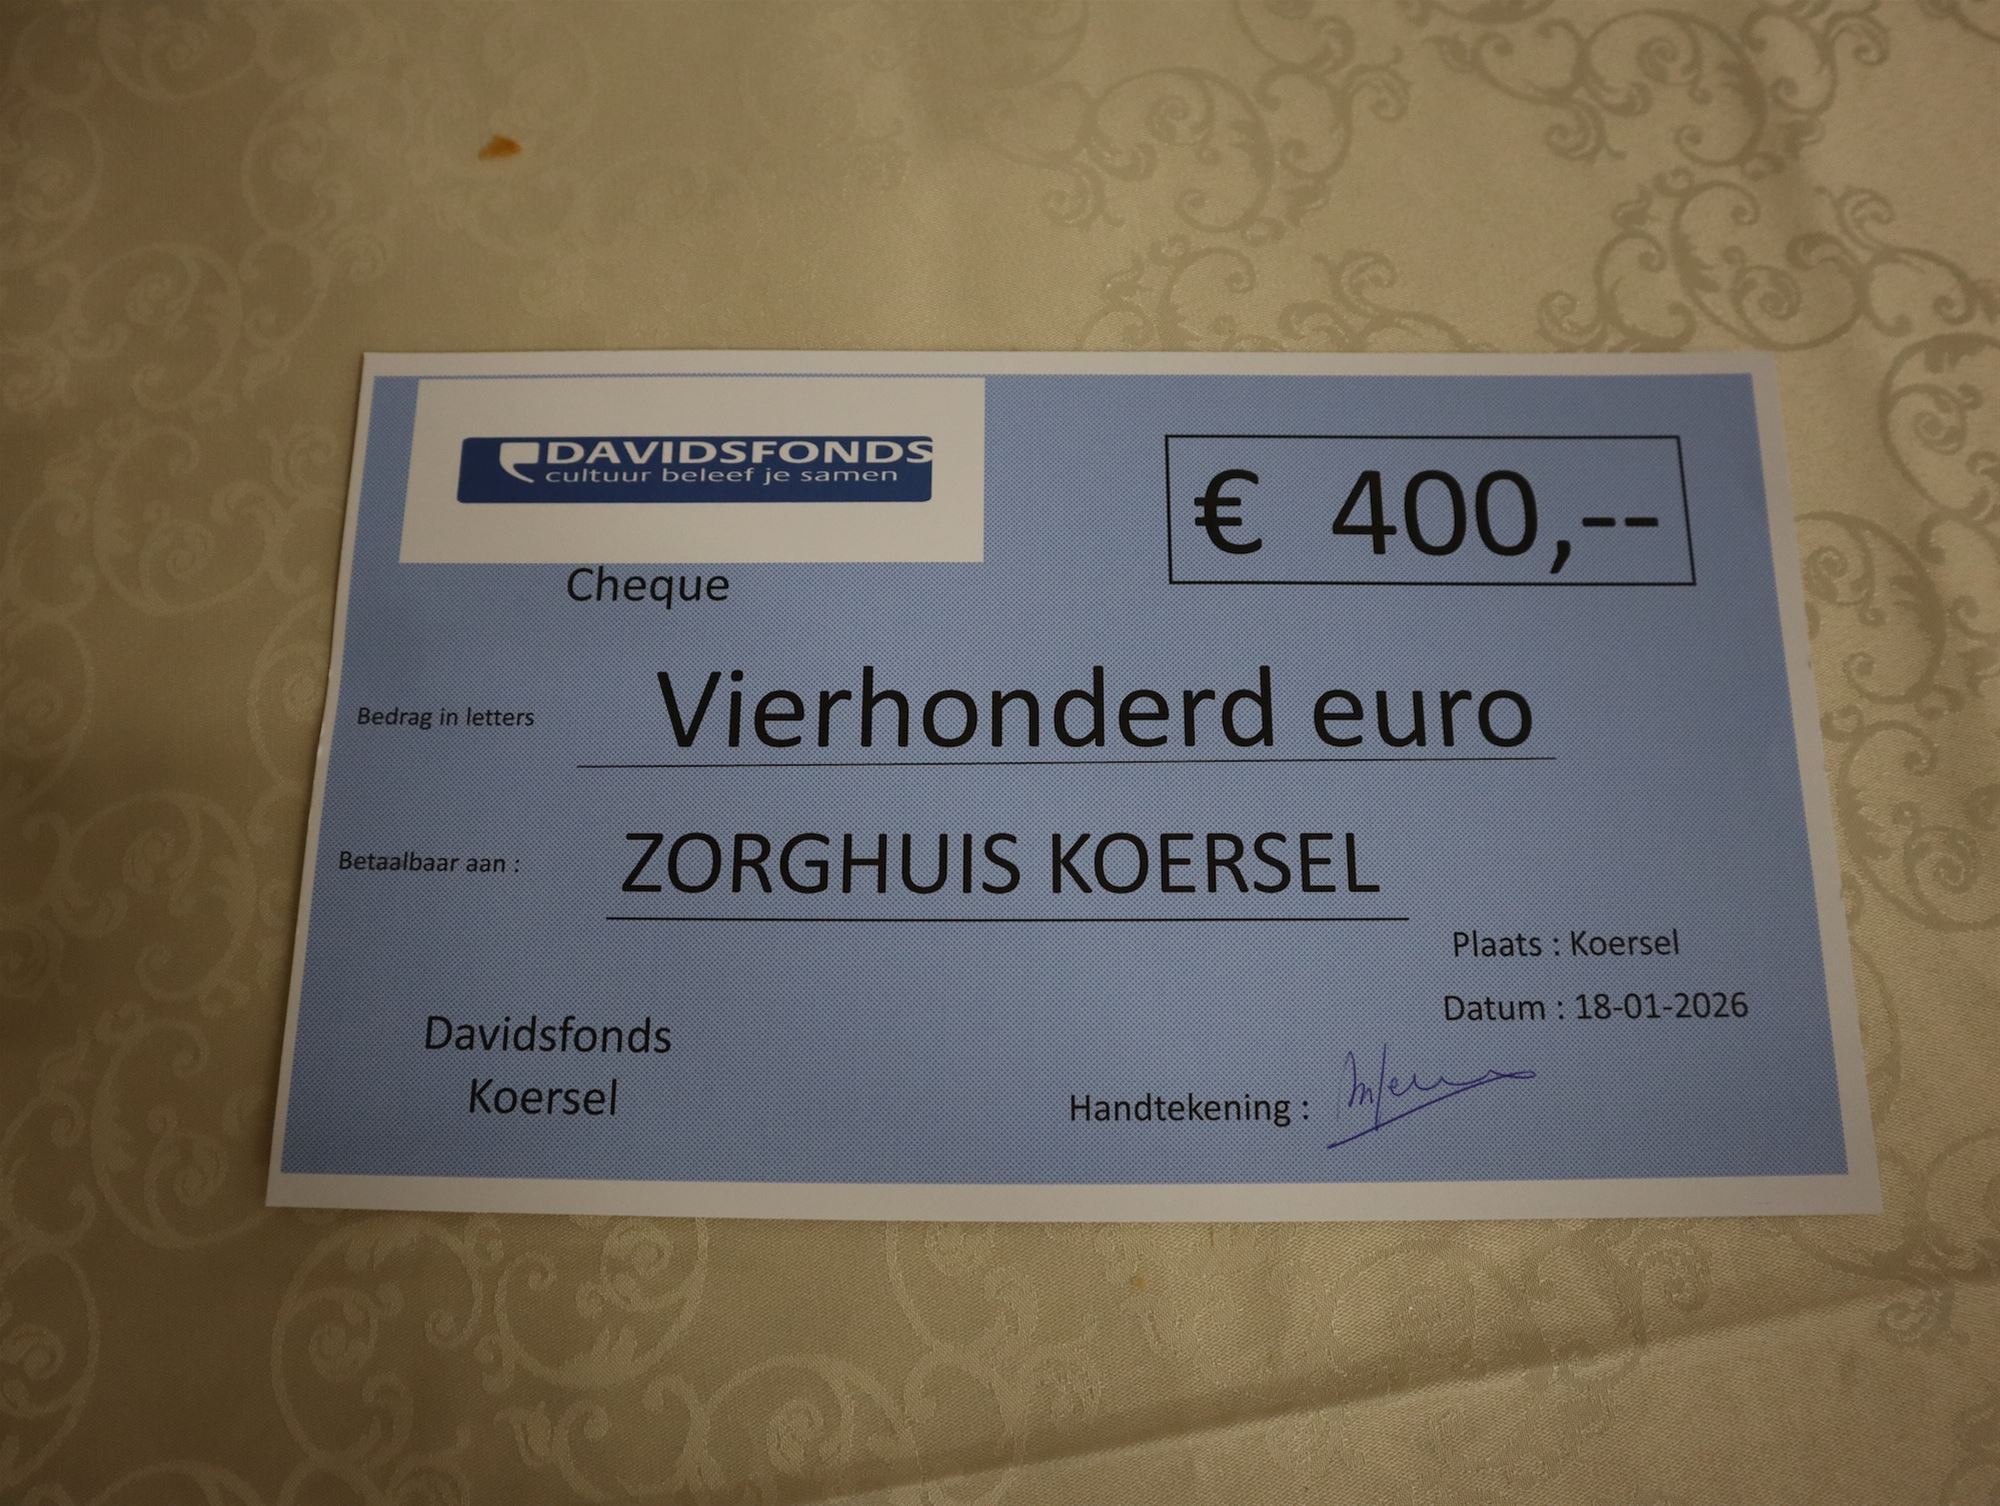 DAVIDSFONDS
cultuur beleef je samen
€ 400,--
Cheque
Bedrag in letters Vierhonderd euro
Betaalbaar aan : ZORGHUIS KOERSEL
Plaats : Koersel
Datum : 18-01-2026
Davidsfonds
Koersel
Handtekening :